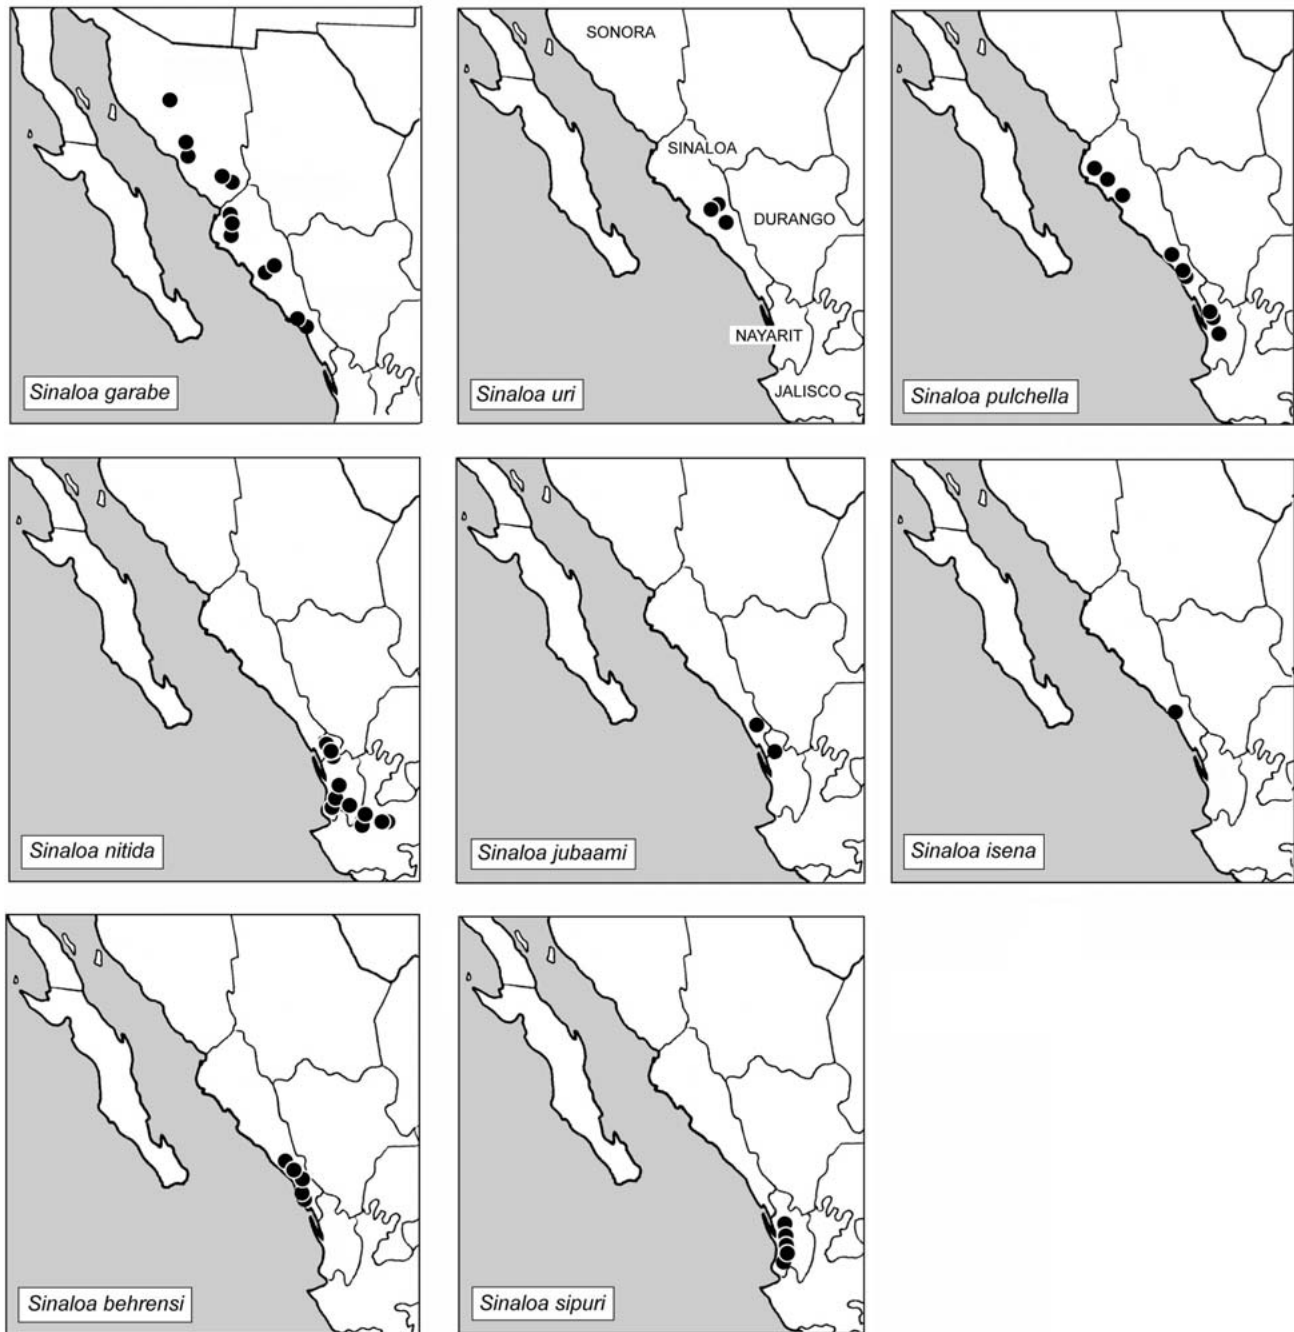 Sinaloa garabe
SONORA
SINALOA
DURANGO
NAYARIT
JALISCO
Sinaloa uri
Sinaloa pulchella
Sinaloa nitida
Sinaloa jubaami
Sinaloa isena
Sinaloa behrensi
Sinaloa sipuri